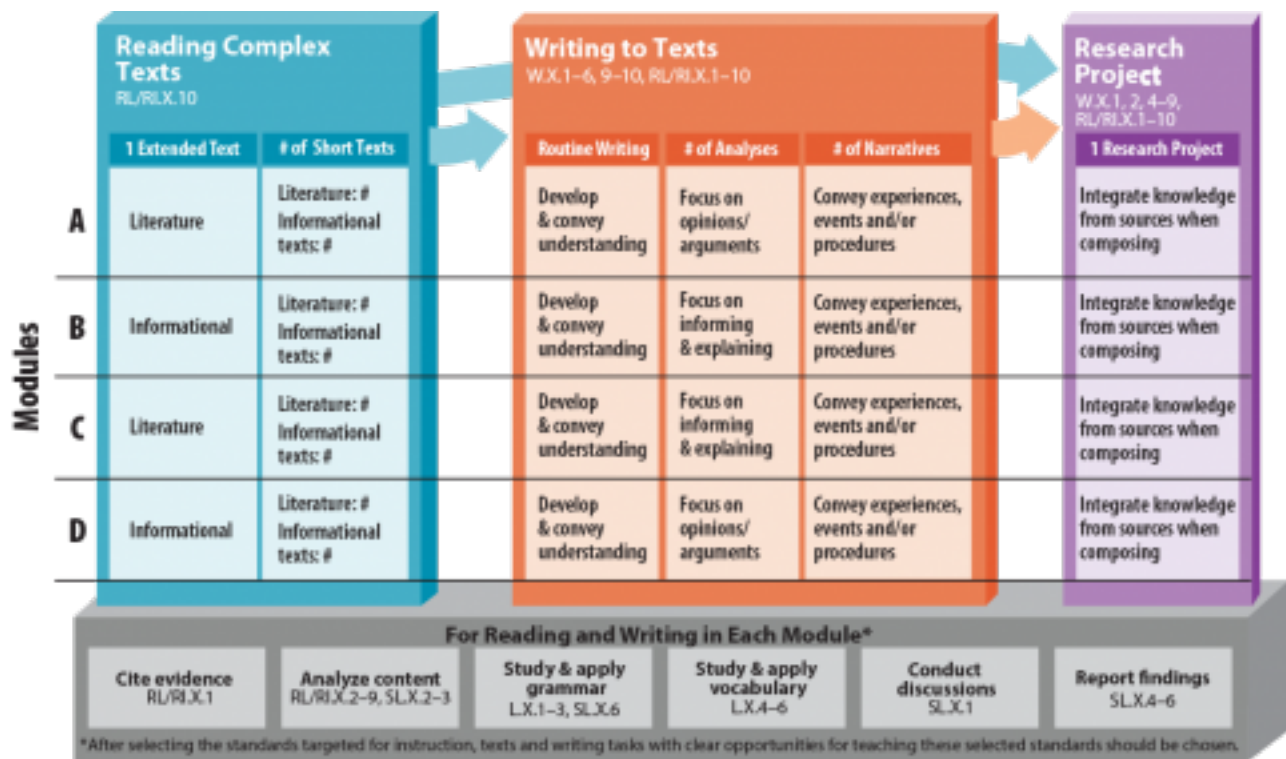 Reading Complex
Texts
RL/RI.X.10
1 Extended Text
# of Short Texts
Writing to Texts
W.X.1–6, 9–10, RL/RI.X.1–10
Routine Writing
# of Analyses
# of Narratives
Research
Project
W.X.1, 2, 4–9,
RL/RI.X.1–10
1 Research Project
Modules
A
Literature
Literature: #
Informational
texts: #
Develop
& convey
understanding
Focus on
opinions/
arguments
Convey experiences,
events and/or
procedures
Integrate knowledge
from sources when
composing
B
Informational
Literature: #
Informational
texts: #
Develop
& convey
understanding
Focus on
informing
& explaining
Convey experiences,
events and/or
procedures
Integrate knowledge
from sources when
composing
C
Literature
Literature: #
Informational
texts: #
Develop
& convey
understanding
Focus on
informing
& explaining
Convey experiences,
events and/or
procedures
Integrate knowledge
from sources when
composing
D
Informational
Literature: #
Informational
texts: #
Develop
& convey
understanding
Focus on
opinions/
arguments
Convey experiences,
events and/or
procedures
Integrate knowledge
from sources when
composing
For Reading and Writing in Each Module*
Cite evidence
RL/RI.X.1
Analyze content
RL/RI.X.2–9, SL.X.2–3
Study & apply
grammar
L.X.1–3, SL.X.6
Study & apply
vocabulary
L.X.4–6
Conduct
discussions
SL.X.1
Report findings
SL.X.4–6
*After selecting the standards targeted for instruction, texts and writing tasks with clear opportunities for teaching these selected standards should be chosen.